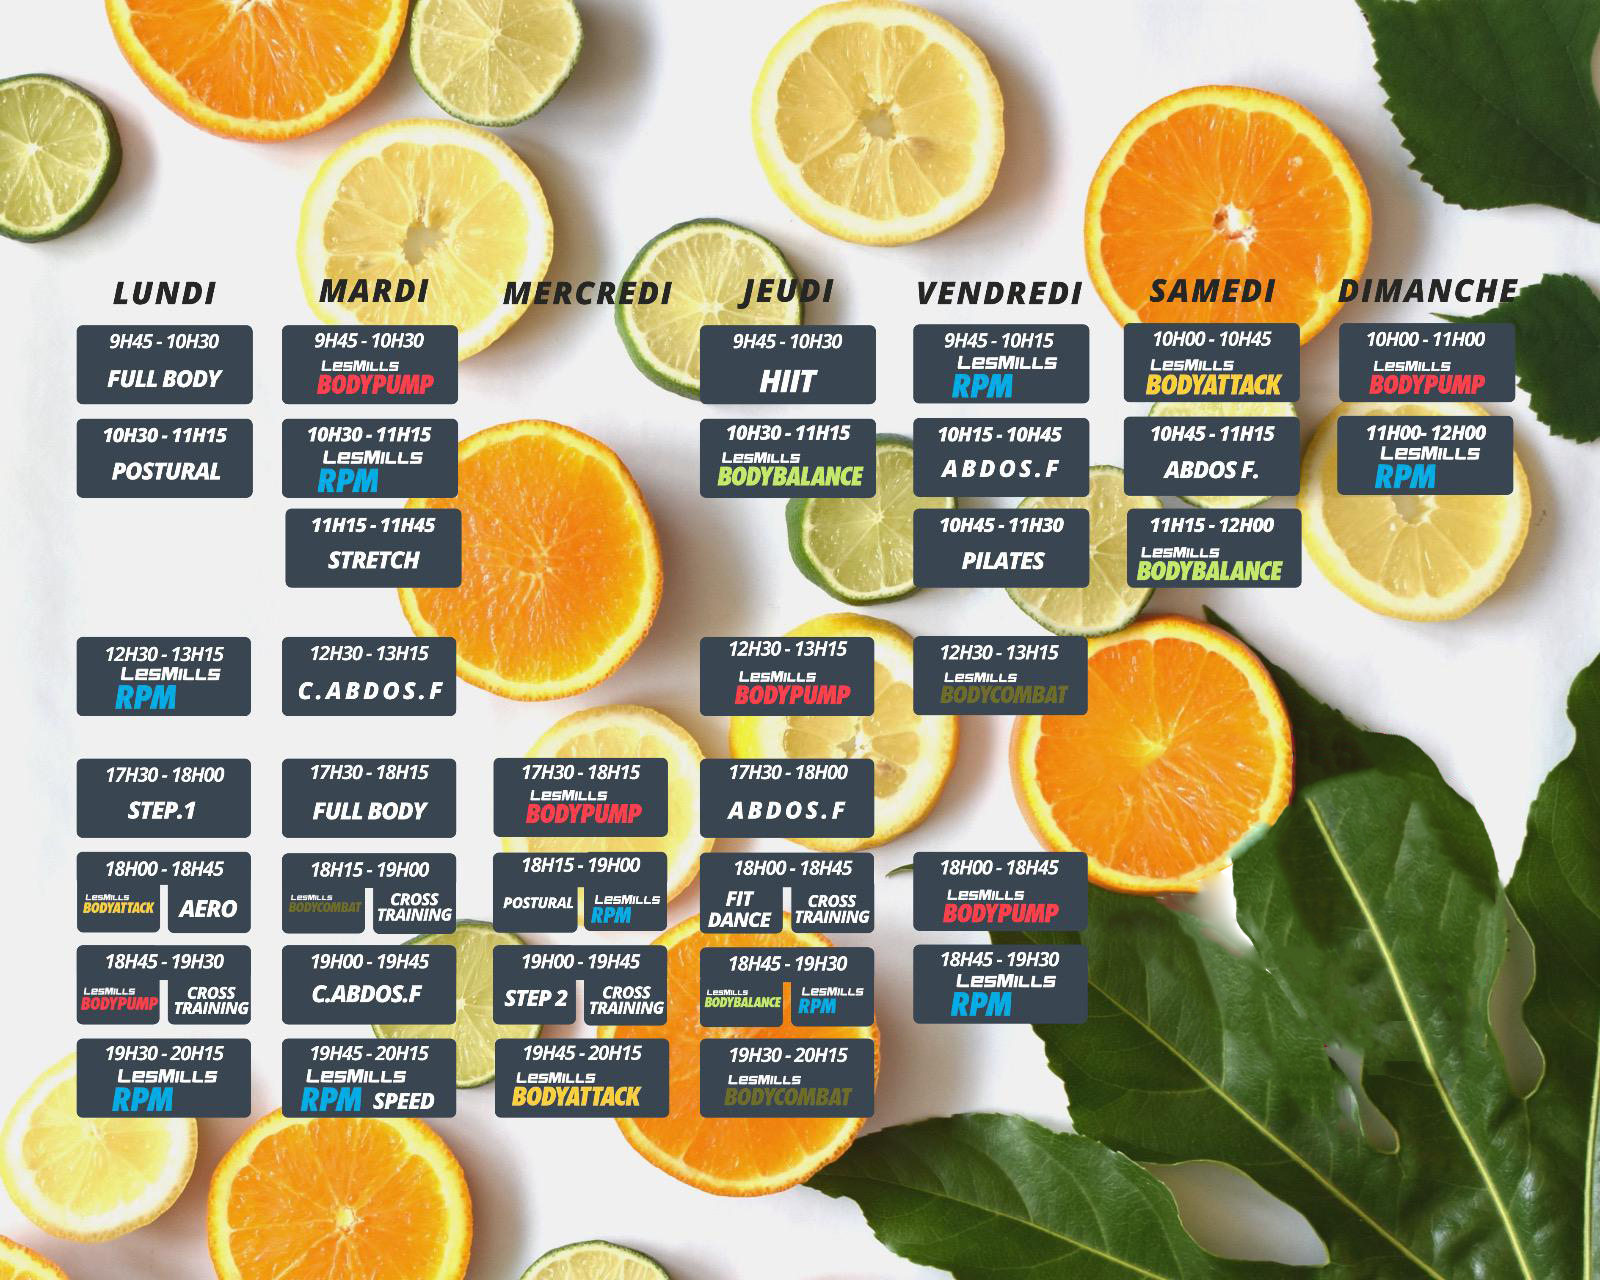 LUNDI
9H45 - 10H30
FULL BODY
10H30 - 11H15
POSTURAL
12H30 - 13H15
LesMills
RPM
17H30 - 18H00
STEP.1
18H00 - 18H45
LesMills
BODYATTACK
AERO
18H45 - 19H30
LesMills
BODYPUMP
CROSS
TRAINING
19H30 - 20H15
LesMills
RPM
MARDI
9H45 - 10H30
LesMills
BODYPUMP
10H30 - 11H15
LesMills
RPM
11H15 - 11H45
STRETCH
12H30 - 13H15
C.ABDOS.F
17H30 - 18H15
FULL BODY
18H15 - 19H00
LesMills
BODYCOMBAT
CROSS
TRAINING
19H00 - 19H45
C.ABDOS.F
19H45 - 20H15
LesMills
RPM SPEED
MERCREDI
17H30 - 18H15
LesMills
BODYPUMP
18H15 - 19H00
POSTURAL
LesMills
RPM
19H00 - 19H45
STEP 2
CROSS
TRAINING
19H45 - 20H15
LesMills
BODYATTACK
JEUDI
9H45 - 10H30
HIIT
10H30 - 11H15
LesMills
BODYBALANCE
12H30 - 13H15
LesMills
BODYPUMP
17H30 - 18H00
ABDOS.F
18H00 - 18H45
FIT
DANCE
CROSS
TRAINING
18H45 - 19H30
LesMills
BODYBALANCE
LesMills
RPM
19H30 - 20H15
LesMills
BODYCOMBAT
VENDREDI
9H45 - 10H15
LesMills
RPM
10H15 - 10H45
ABDOS.F
10H45 - 11H30
PILATES
12H30 - 13H15
LesMills
BODYCOMBAT
18H00 - 18H45
LesMills
BODYPUMP
18H45 - 19H30
LesMills
RPM
SAMEDI
10H00 - 10H45
LesMills
BODYATTACK
10H45 - 11H15
ABDOS F.
11H15 - 12H00
LesMills
BODYBALANCE
DIMANCHE
10H00 - 11H00
LesMills
BODYPUMP
11H00- 12H00
LesMills
RPM